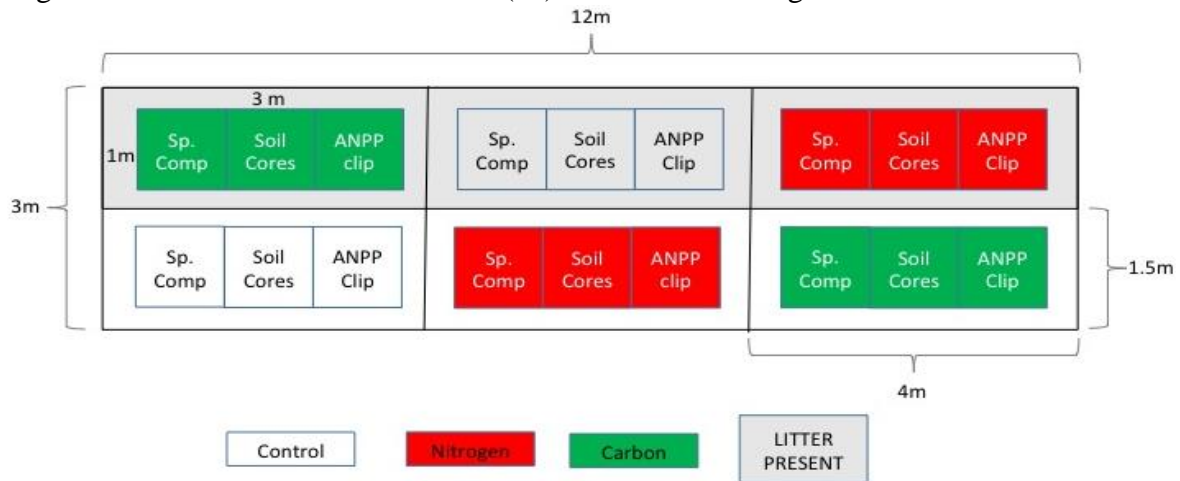 12m
3 m
1m
3m
Sp.
Comp
Soil
Cores
ANPP
clip
Sp.
Comp
Soil
Cores
ANPP
Clip
Sp.
Comp
Soil
Cores
ANPP
Clip
Sp.
Comp
Soil
Cores
ANPP
Clip
Sp.
Comp
Soil
Cores
ANPP
clip
Sp.
Comp
Soil
Cores
ANPP
Clip
1.5m
4m
Control
Nitrogen
Carbon
LITTER
PRESENT